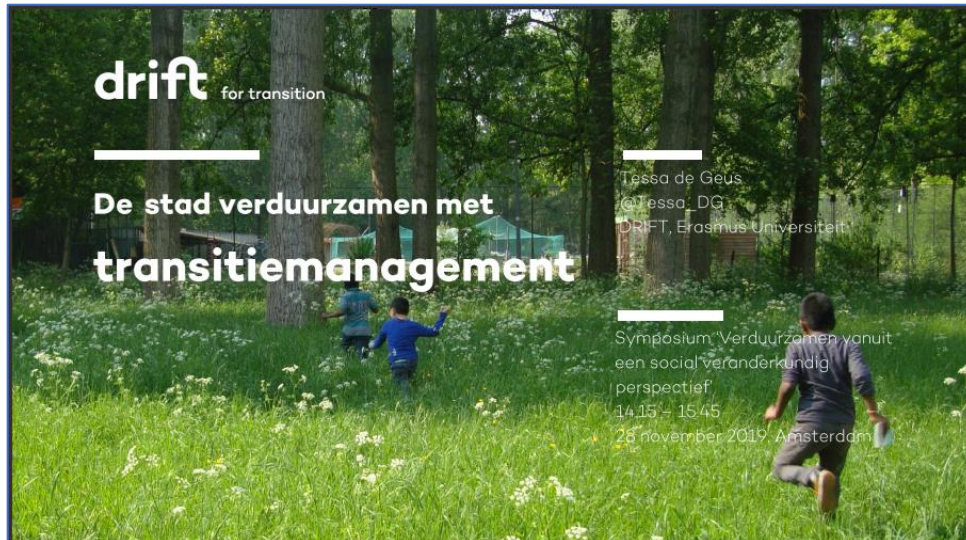 drift for transition
De stad verduurzamen met
transitiemanagement
Tessa de Geus
@Tessa_DG
DRIFT, Erasmus Universiteit
Symposium 'Verduurzamen vanuit
een social veranderkundig
perspectief'
14.15 – 15.45
28 november 2019, Amsterdam